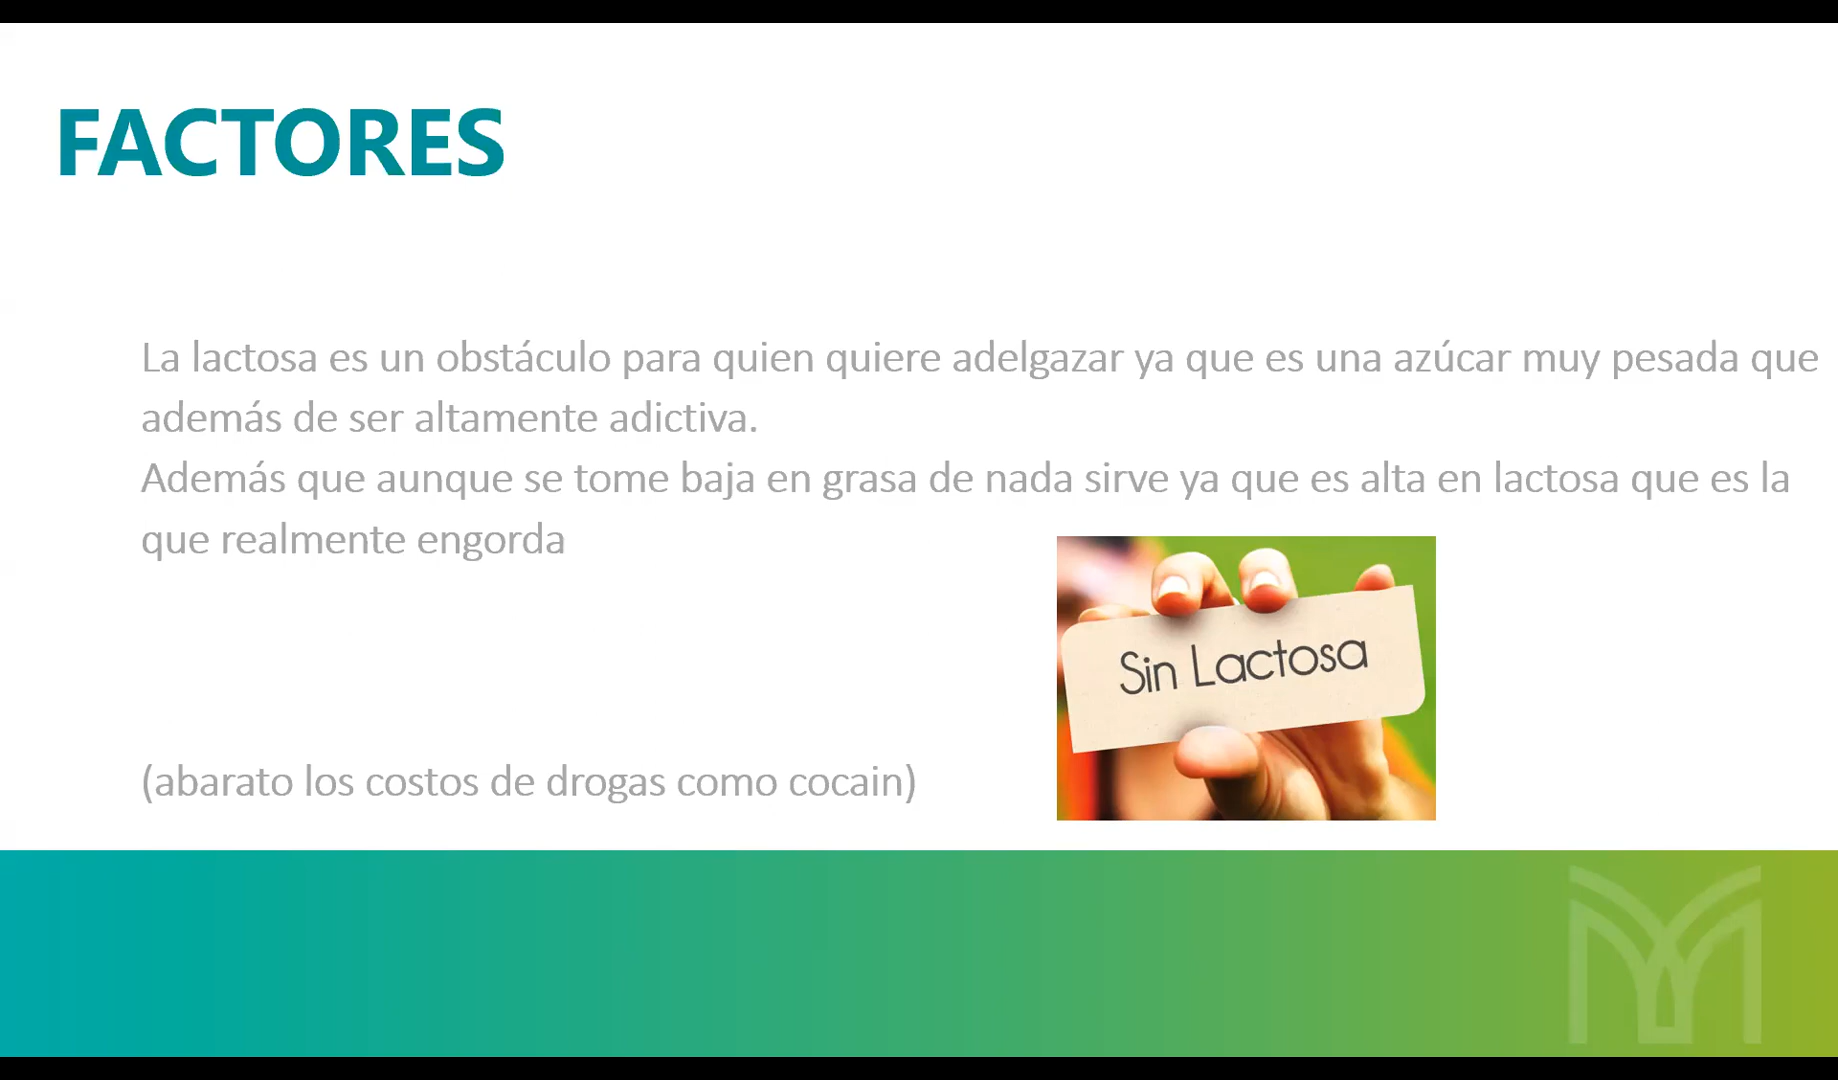 FACTORES
La lactosa es un obstáculo para quien quiere adelgazar ya que es una azúcar muy pesada que
además de ser altamente adictiva.
Además que aunque se tome baja en grasa de nada sirve ya que es alta en lactosa que es la
que realmente engorda
Sin Lactosa
(abarato los costos de drogas como cocain)